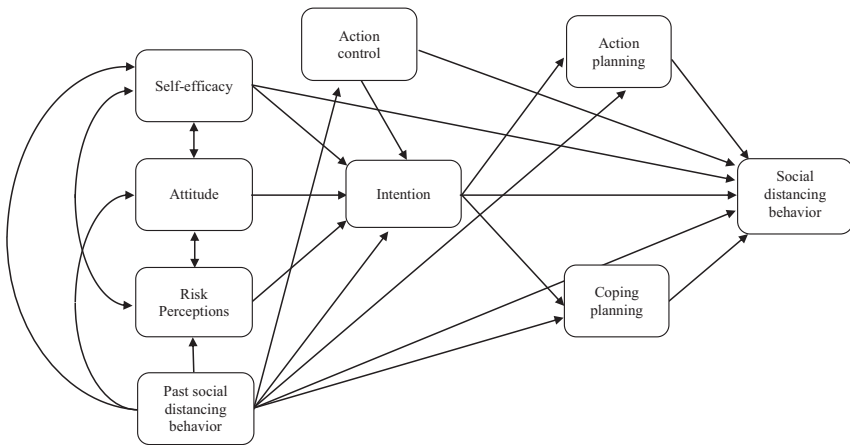 Action
control
Action
planning
Self-efficacy
Attitude
Intention
Social
distancing
behavior
Risk
Perceptions
Coping
planning
Past social
distancing
behavior